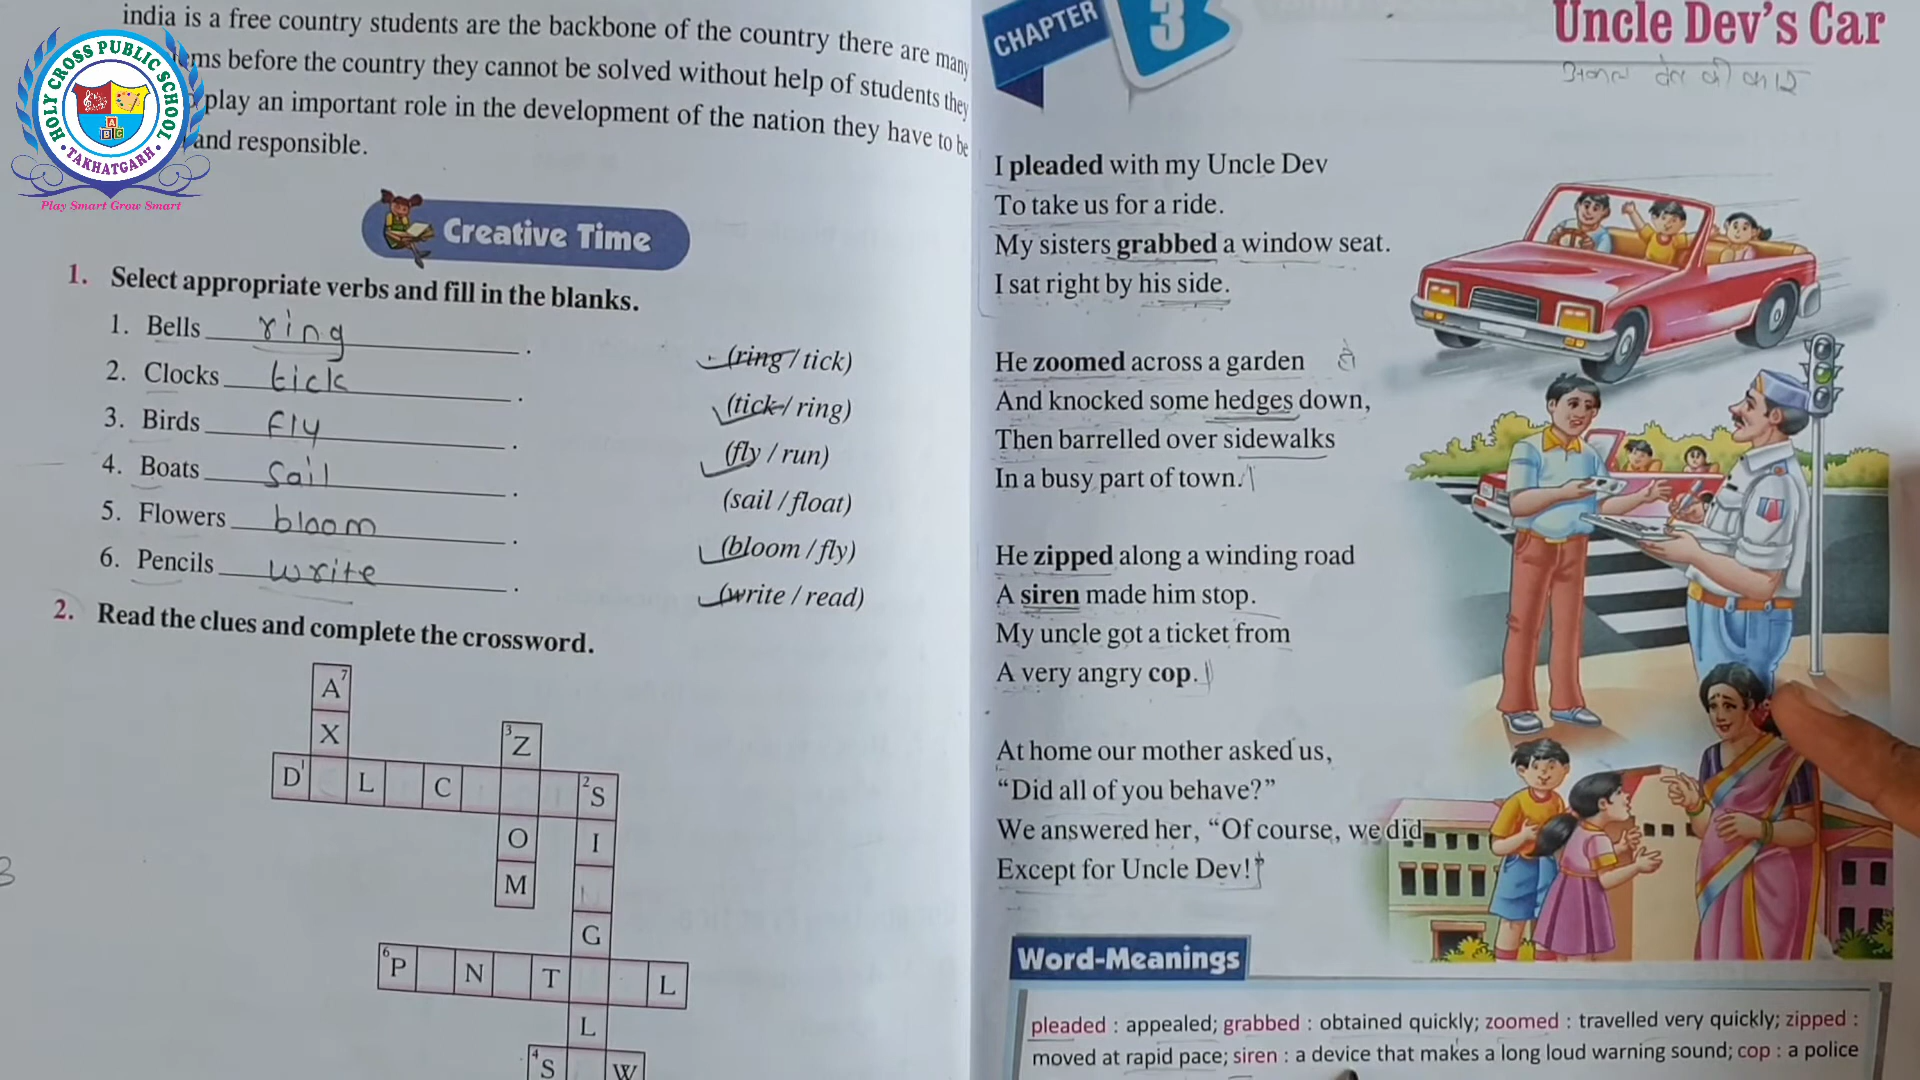 HOLY CROSS PUBLIC SCHOOL
TAKHATGARH
Play Smart Grow Smart
india is a free country students are the backbone of the country there are many
before the country they cannot be solved without help of students they
play an important role in the development of the nation they have to be
and responsible.
Creative Time
1. Select appropriate verbs and fill in the blanks.
1. Bells ring . (ring / tick)
2. Clocks tick . (tick / ring)
3. Birds fly . (fly / run)
4. Boats sail . (sail / float)
5. Flowers bloom . (bloom / fly)
6. Pencils write . (write / read)
2. Read the clues and complete the crossword.
A 7
X
3 Z
D 1 L C 2 S
O I
M
G
6 P N T L
L
4 S W
CHAPTER 3
Uncle Dev's Car
अंकल देव की कार
I pleaded with my Uncle Dev
To take us for a ride.
My sisters grabbed a window seat.
I sat right by his side.
He zoomed across a garden
And knocked some hedges down,
Then barrelled over sidewalks
In a busy part of town.
He zipped along a winding road
A siren made him stop.
My uncle got a ticket from
A very angry cop.
At home our mother asked us,
“Did all of you behave?”
We answered her, “Of course, we did
Except for Uncle Dev!”
Word-Meanings
pleaded : appealed; grabbed : obtained quickly; zoomed : travelled very quickly; zipped :
moved at rapid pace; siren : a device that makes a long loud warning sound; cop : a police